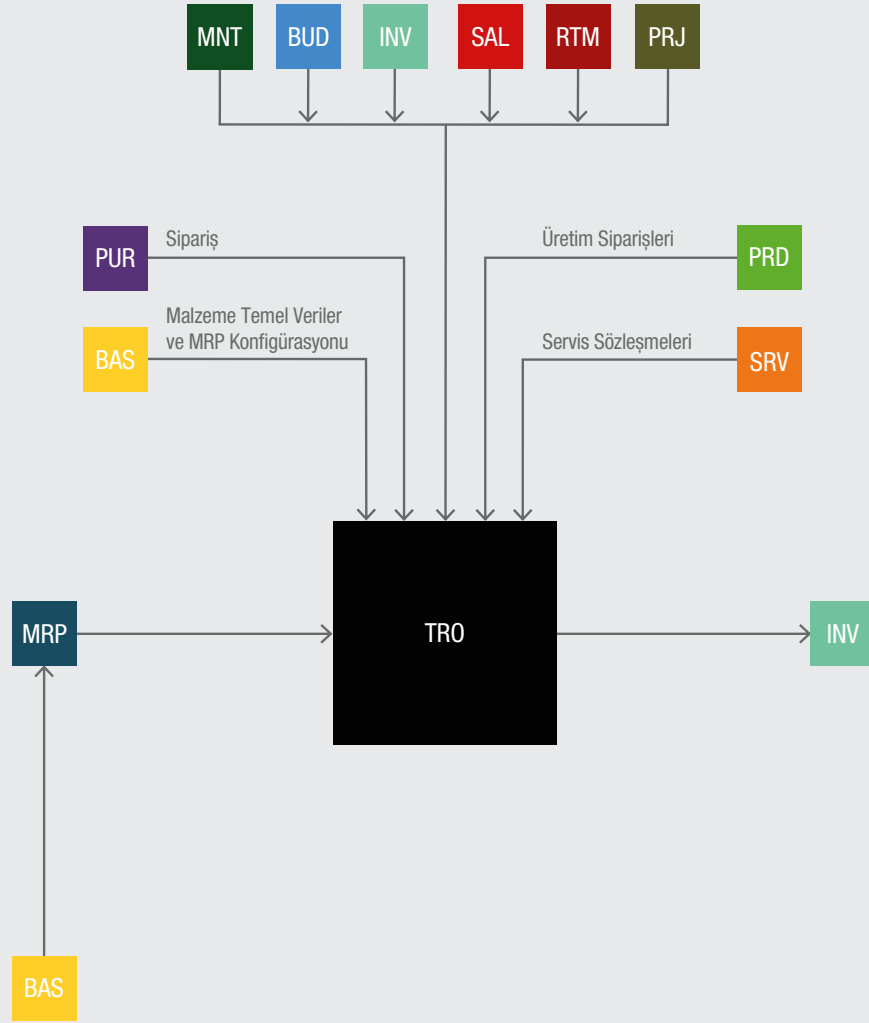 MNT
BUD
INV
SAL
RTM
PRJ
PUR
Sipariş
Üretim Siparişleri
PRD
BAS
Malzeme Temel Veriler
ve MRP Konfigürasyonu
Servis Sözleşmeleri
SRV
MRP
TRO
INV
BAS